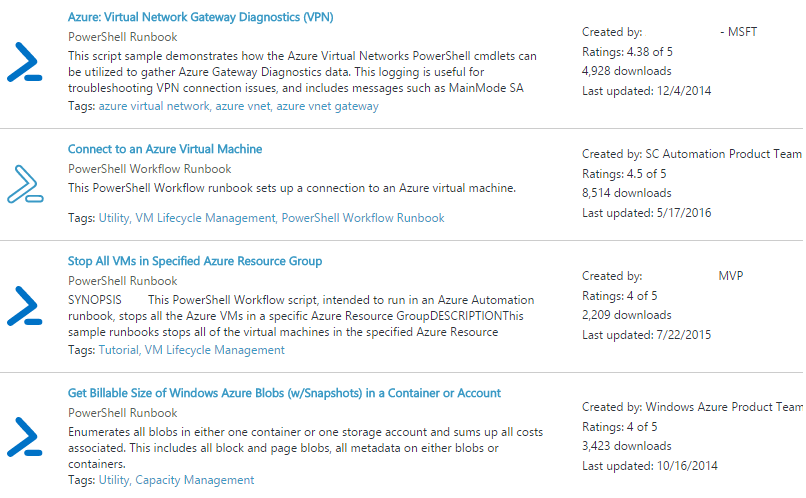 Azure: Virtual Network Gateway Diagnostics (VPN)
PowerShell Runbook
This script sample demonstrates how the Azure Virtual Networks PowerShell cmdlets can
be utilized to gather Azure Gateway Diagnostics data. This logging is useful for
troubleshooting VPN connection issues, and includes messages such as MainMode SA
Tags: azure virtual network, azure vnet, azure vnet gateway
Created by: - MSFT
Ratings: 4.38 of 5
4,928 downloads
Last updated: 12/4/2014
Connect to an Azure Virtual Machine
PowerShell Workflow Runbook
This PowerShell Workflow runbook sets up a connection to an Azure virtual machine.
Tags: Utility, VM Lifecycle Management, PowerShell Workflow Runbook
Created by: SC Automation Product Team
Ratings: 4.5 of 5
8,514 downloads
Last updated: 5/17/2016
Stop All VMs in Specified Azure Resource Group
PowerShell Runbook
SYNOPSIS This PowerShell Workflow script, intended to run in an Azure Automation
runbook, stops all the Azure VMs in a specific Azure Resource GroupDESCRIPTIONThis
sample runbooks stops all of the virtual machines in the specified Azure Resource
Tags: Tutorial, VM Lifecycle Management
Created by: MVP
Ratings: 4 of 5
2,209 downloads
Last updated: 7/22/2015
Get Billable Size of Windows Azure Blobs (w/Snapshots) in a Container or Account
PowerShell Runbook
Enumerates all blobs in either one container or one storage account and sums up all costs
associated. This includes all block and page blobs, all metadata on either blobs or
containers.
Tags: Utility, Capacity Management
Created by: Windows Azure Product Team
Ratings: 4 of 5
3,423 downloads
Last updated: 10/16/2014